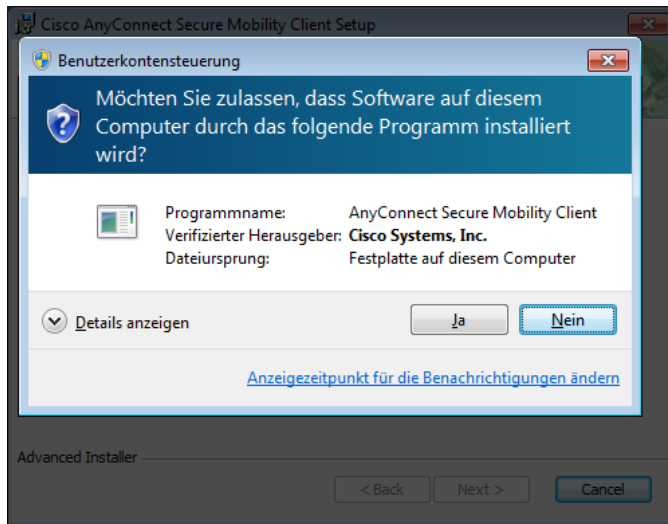 Cisco AnyConnect Secure Mobility Client Setup
Benutzerkontensteuerung
Möchten Sie zulassen, dass Software auf diesem
Computer durch das folgende Programm installiert
wird?
Programmname: AnyConnect Secure Mobility Client
Verifizierter Herausgeber: Cisco Systems, Inc.
Dateiursprung: Festplatte auf diesem Computer
Details anzeigen
Ja
Nein
Anzeigezeitpunkt für die Benachrichtigungen ändern
Advanced Installer
< Back
Next >
Cancel